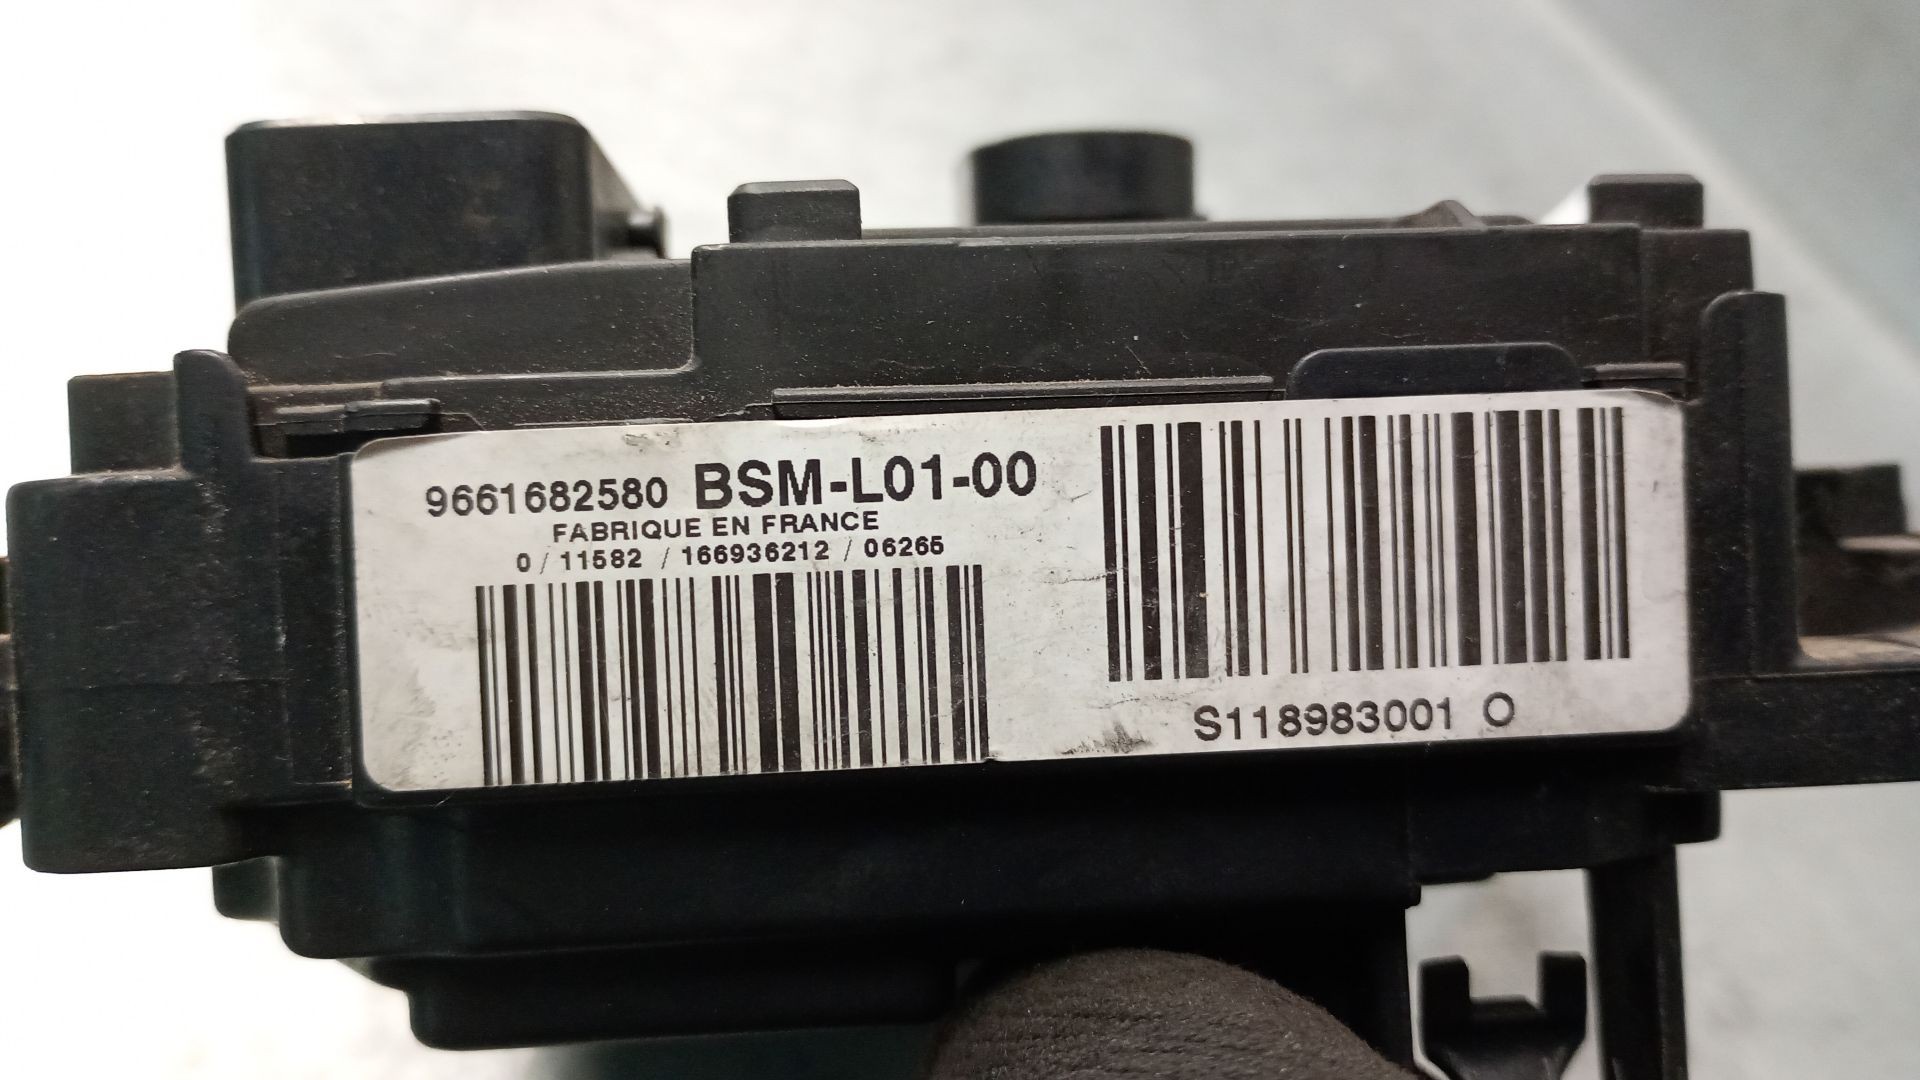 9661682580 BSM-L01-00
FABRIQUE EN FRANCE
0 / 11582 / 166936212 / 06265
S118983001 O